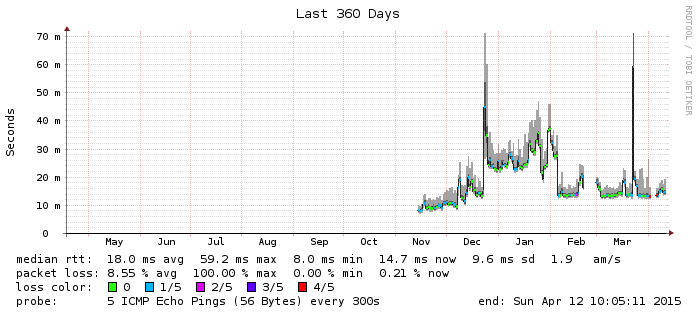 Last 360 Days
RRDTOOL / TOBI OETIKER
Seconds
70 m
60 m
50 m
40 m
30 m
20 m
10 m
0
May Jun Jul Aug Sep Oct Nov Dec Jan Feb Mar
median rtt: 18.0 ms avg 59.2 ms max 8.0 ms min 14.7 ms now 9.6 ms sd 1.9 am/s
packet loss: 8.55 % avg 100.00 % max 0.00 % min 0.21 % now
loss color: 0 1/5 2/5 3/5 4/5
probe: 5 ICMP Echo Pings (56 Bytes) every 300s end: Sun Apr 12 10:05:11 2015